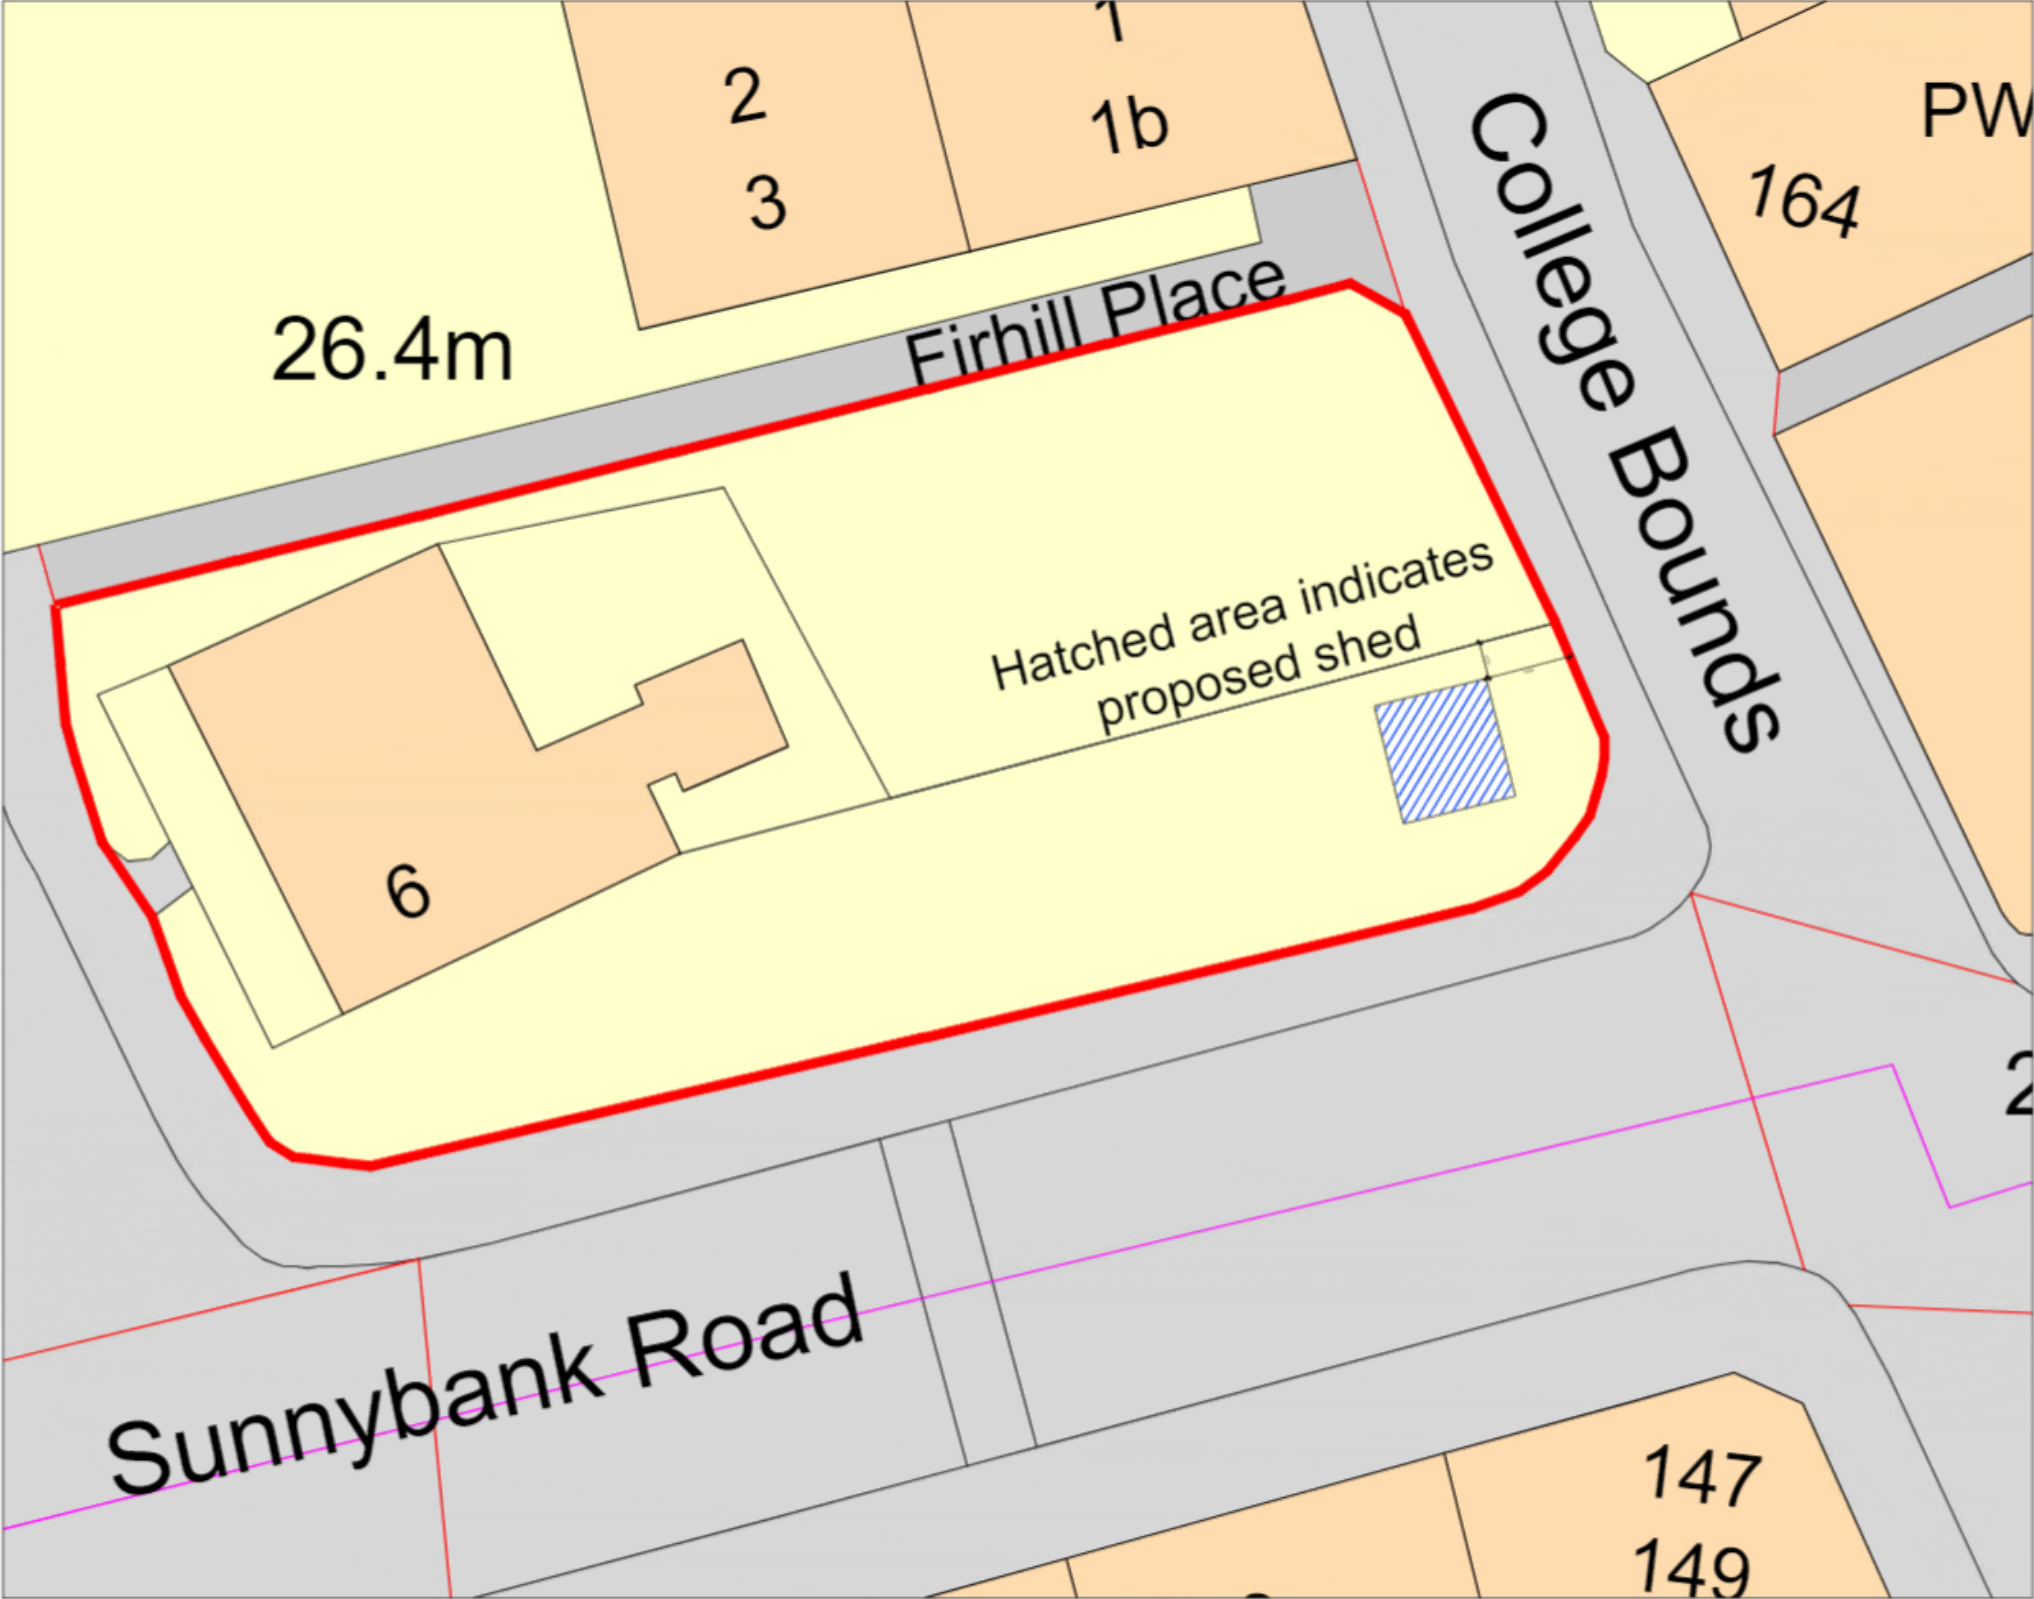 1
2
1b
PW
3
164
Firhill Place
26.4m
College Bounds
Hatched area indicates
proposed shed
6
2
Sunnybank Road
147
149